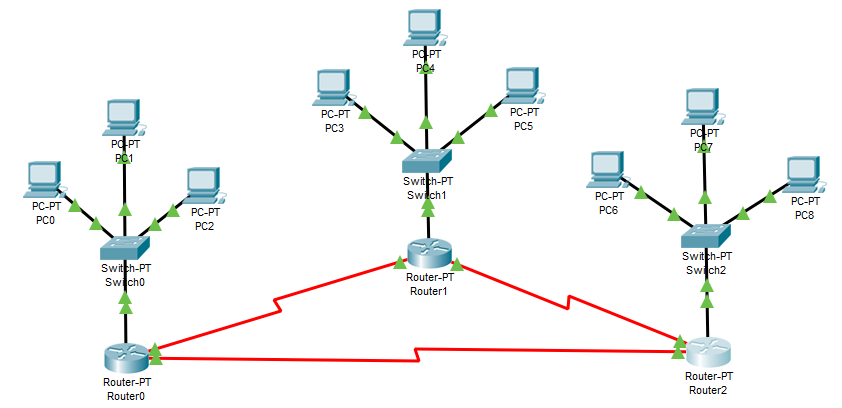 PC-PT
PC4
PC-PT
PC3
PC-PT
PC5
PC-PT
PC1
PC-PT
PC7
Switch-PT
Switch1
PC-PT
PC0
PC-PT
PC2
PC-PT
PC6
PC-PT
PC8
Switch-PT
Switch0
Switch-PT
Switch2
Router-PT
Router1
Router-PT
Router0
Router-PT
Router2